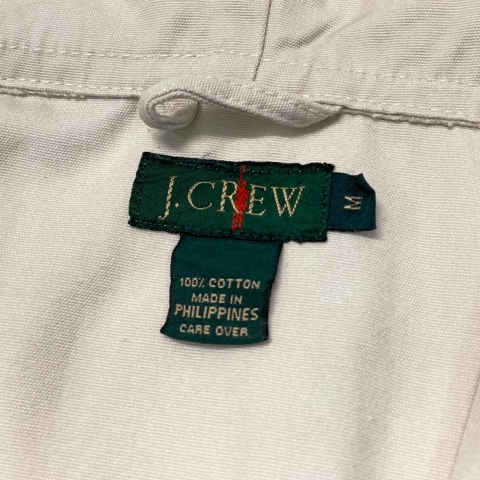 J.CREW
M
100% COTTON
MADE IN
PHILIPPINES
CARE OVER